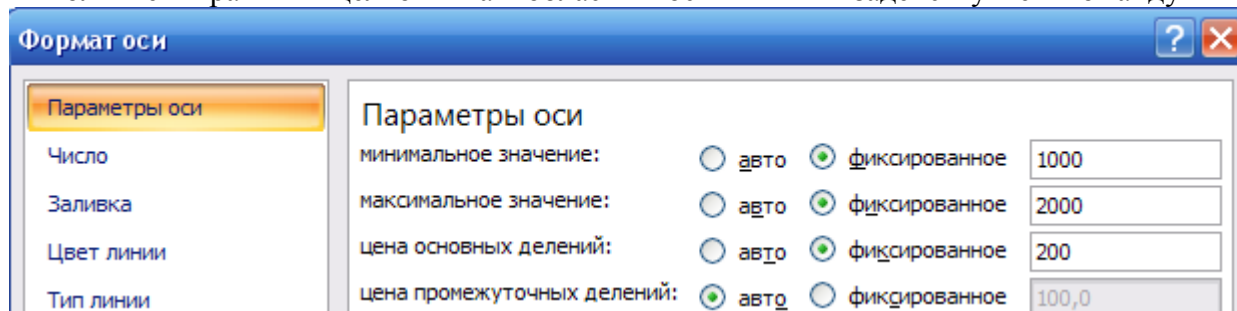 Формат оси
Параметры оси
Число
Заливка
Цвет линии
Тип линии
Параметры оси
минимальное значение: авто фиксированное 1000
максимальное значение: авто фиксированное 2000
цена основных делений: авто фиксированное 200
цена промежуточных делений: авто фиксированное 100,0